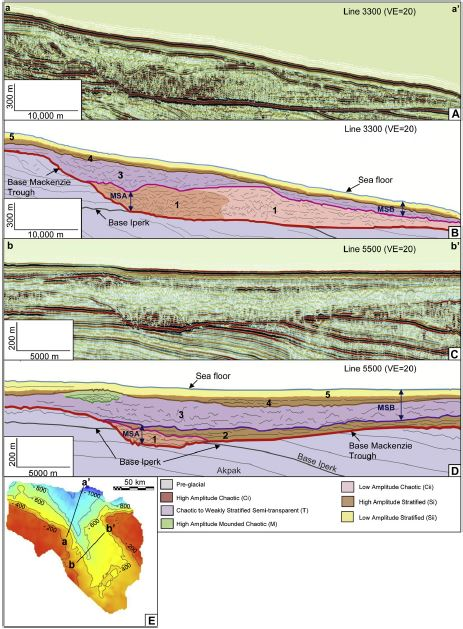 a Line 3300 (VE=20) a'
300 m
10,000 m
A
Line 3300 (VE=20)
5
4
3
Base Mackenzie
Trough
MSA
1
1
Sea floor
MSB
Base Iperk
300 m
10,000 m
B
b Line 5500 (VE=20) b'
200 m
5000 m
C
Line 5500 (VE=20)
Sea floor
5
4
3
MSB
MSA
1
2
Base Mackenzie
Trough
Base Iperk
Base Iperk
Akpak
200 m
5000 m
D
Pre-glacial
High Amplitude Chaotic (Ci)
Chaotic to Weakly Stratified Semi-transparent (T)
High Amplitude Mounded Chaotic (M)
Low Amplitude Chaotic (Cii)
High Amplitude Stratified (Si)
Low Amplitude Stratified (Sii)
a'
50 km
a
b
b'
E